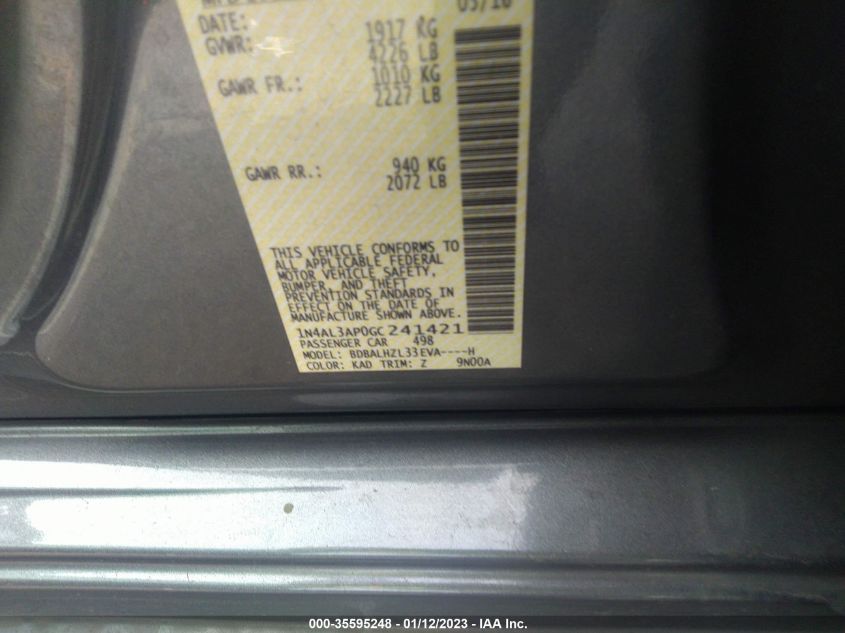 05/16
DATE:
GVWR: 1917 KG
4226 LB
GAWR FR.: 1010 KG
2227 LB
GAWR RR.: 940 KG
2072 LB
THIS VEHICLE CONFORMS TO
ALL APPLICABLE FEDERAL
MOTOR VEHICLE SAFETY,
BUMPER, AND THEFT
PREVENTION STANDARDS IN
EFFECT ON THE DATE OF
MANUFACTURE SHOWN ABOVE.
1N4AL3AP0GC241421
PASSENGER CAR 498
MODEL: BDBALHZL33EVA----H
COLOR: KAD TRIM: Z 9N00A
000-35595248 - 01/12/2023 - IAA Inc.